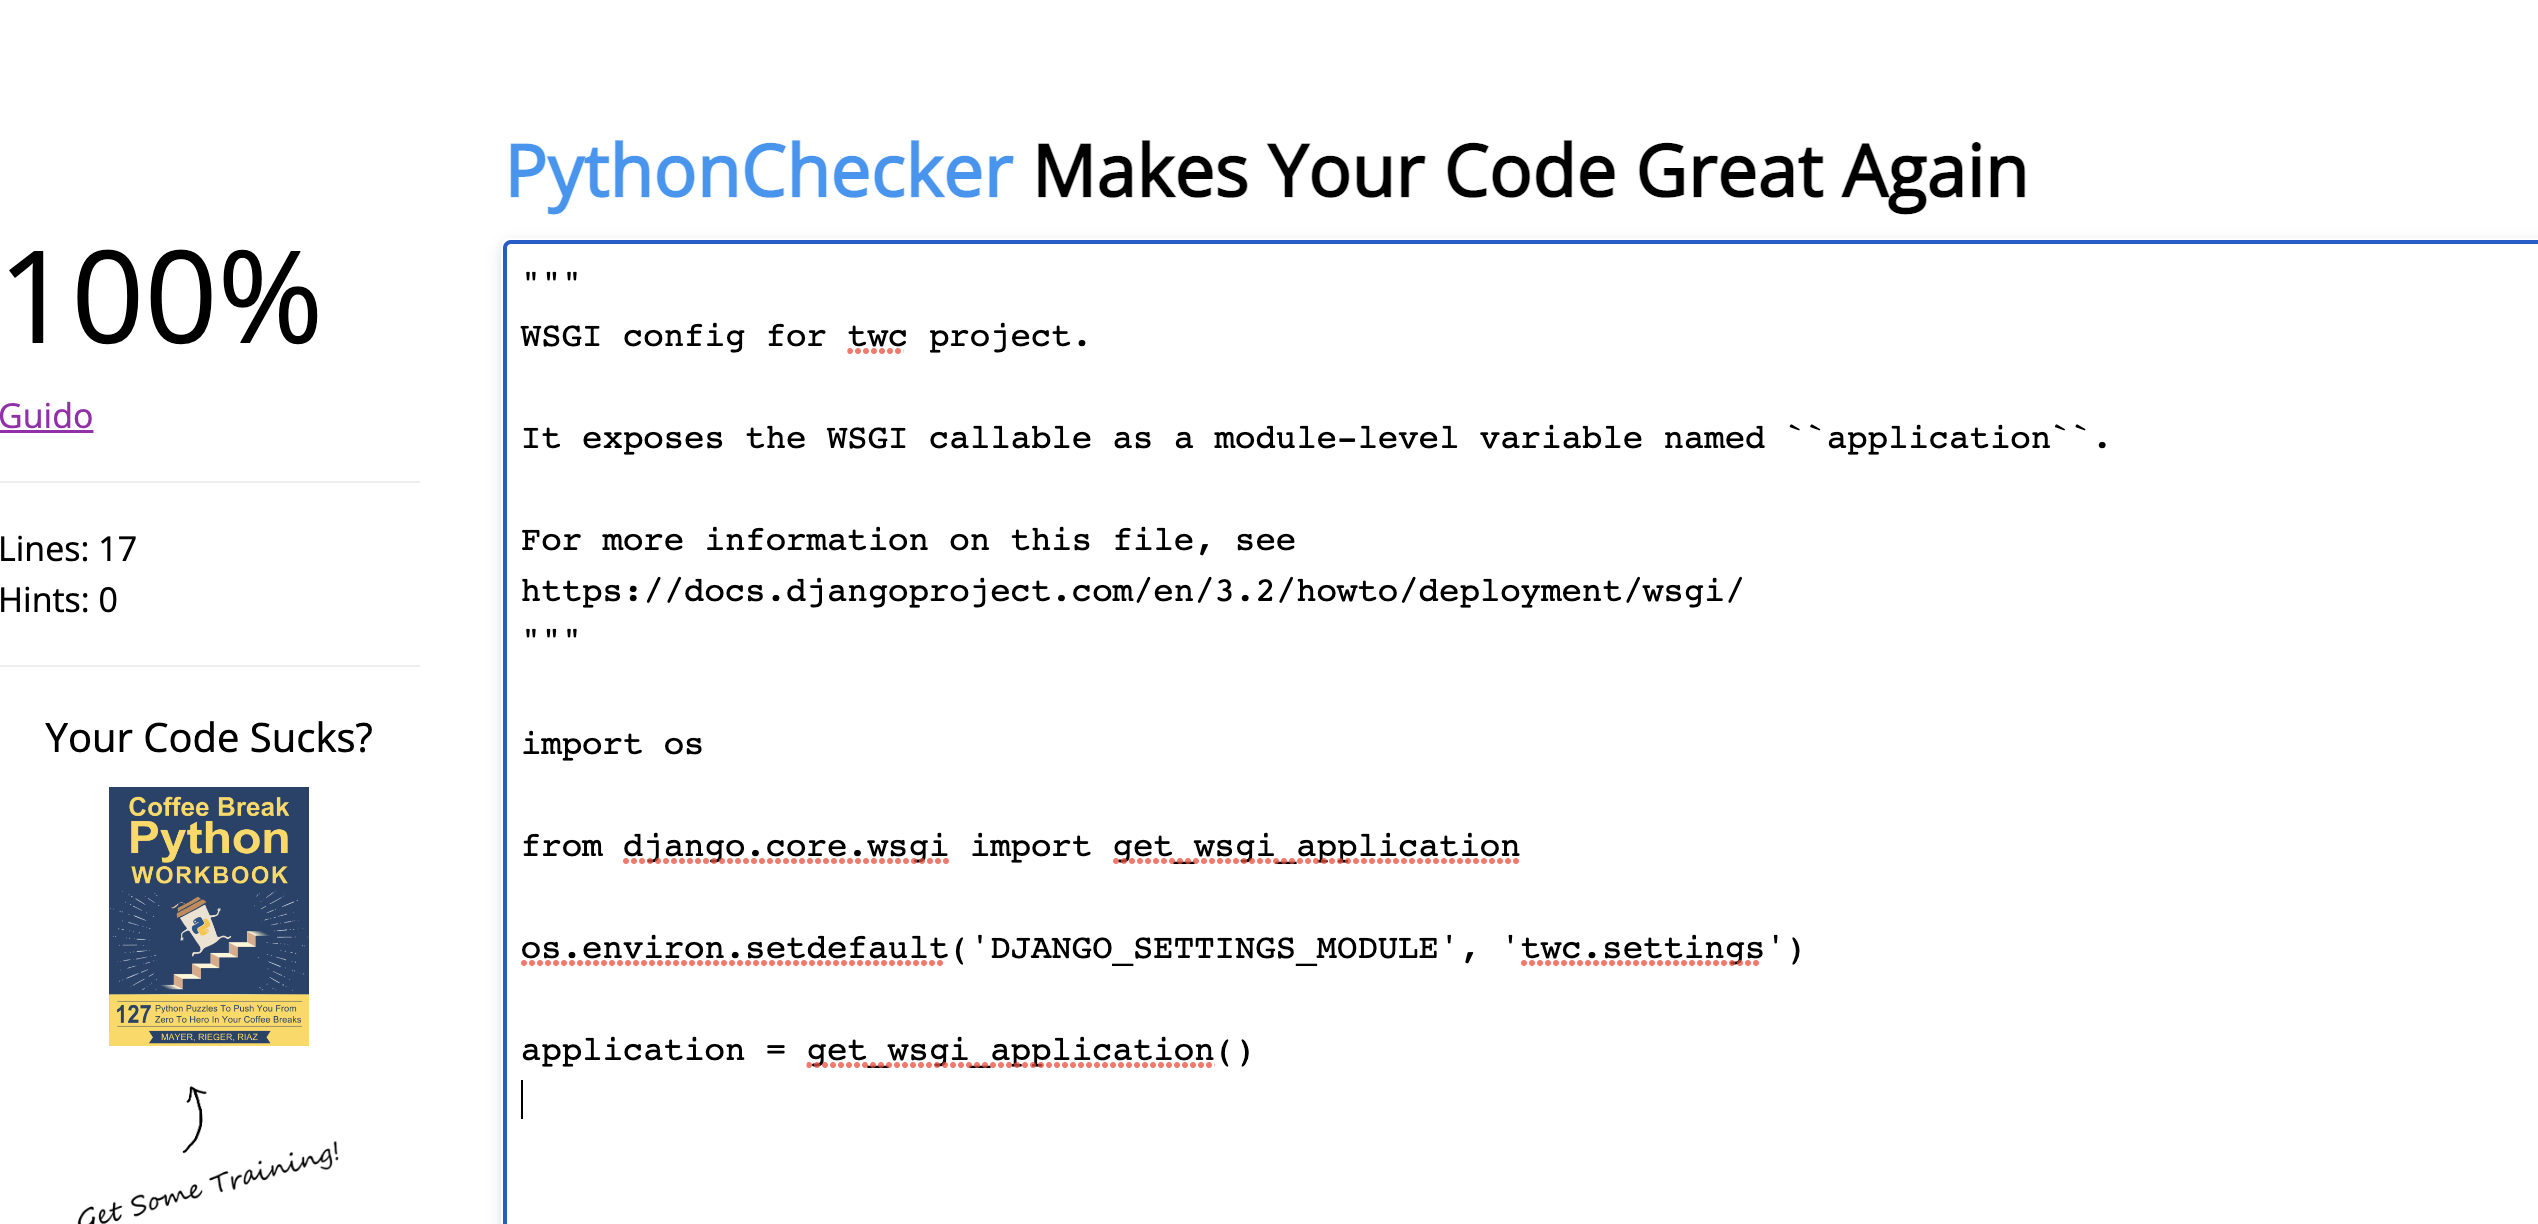 PythonChecker Makes Your Code Great Again
100%
Guido
Lines: 17
Hints: 0
Your Code Sucks?
Coffee Break
Python
WORKBOOK
127 Python Puzzles To Push You From
Zero To Hero In Your Coffee Breaks
MAYER, RIEGER, RIAZ
Get Some Training!
"""
WSGI config for twc project.
It exposes the WSGI callable as a module-level variable named ``application``.
For more information on this file, see
https://docs.djangoproject.com/en/3.2/howto/deployment/wsgi/
"""
import os
from django.core.wsgi import get_wsgi_application
os.environ.setdefault('DJANGO_SETTINGS_MODULE', 'twc.settings')
application = get_wsgi_application()